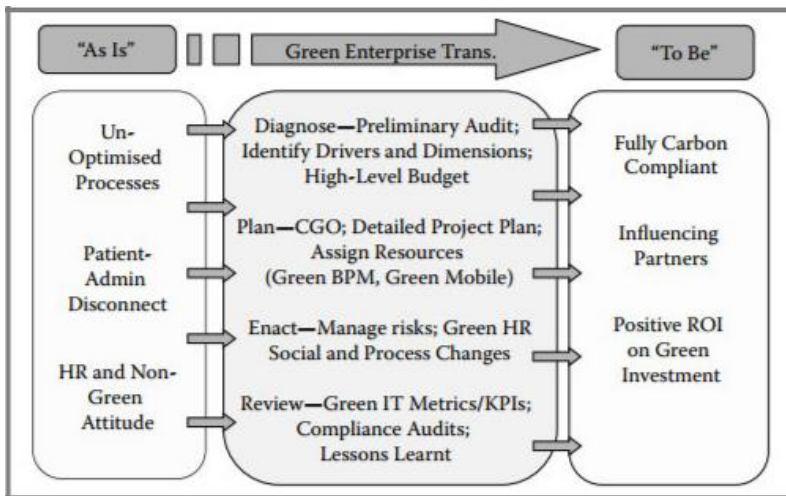 "As Is"
Green Enterprise Trans.
"To Be"
Un-
Optimised
Processes
Patient-
Admin
Disconnect
HR and Non-
Green
Attitude
Diagnose—Preliminary Audit;
Identify Drivers and Dimensions;
High-Level Budget
Plan—CGO; Detailed Project Plan;
Assign Resources
(Green BPM, Green Mobile)
Enact—Manage risks; Green HR
Social and Process Changes
Review—Green IT Metrics/KPIs;
Compliance Audits;
Lessons Learnt
Fully Carbon
Compliant
Influencing
Partners
Positive ROI
on Green
Investment